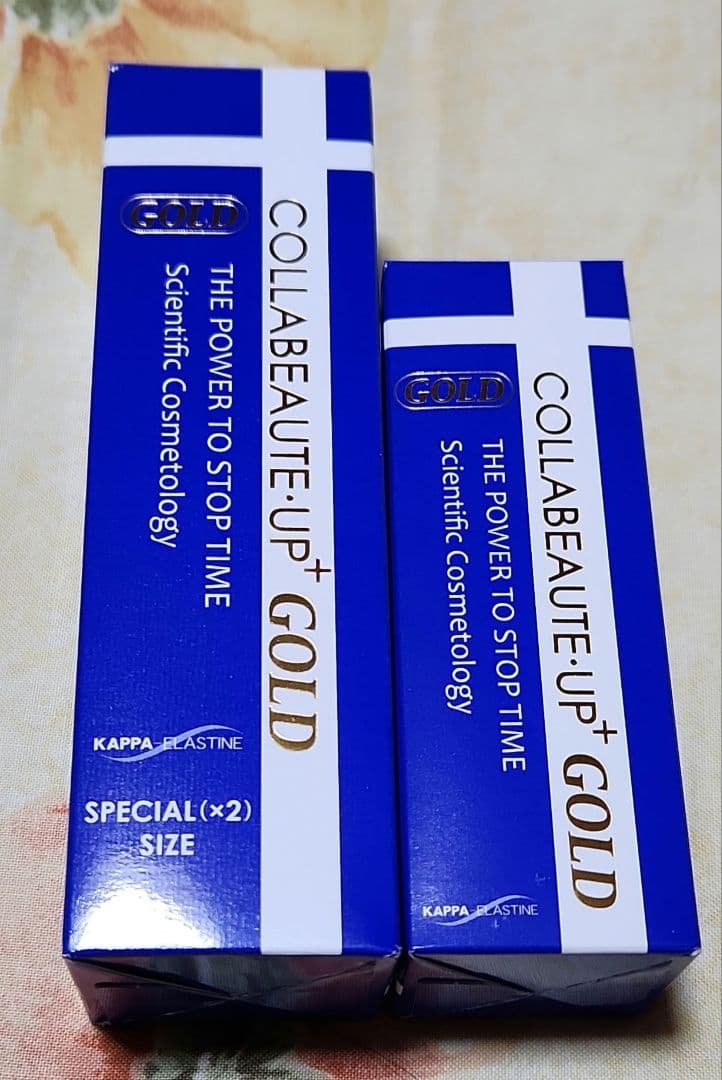 GOLD
COLLABEAUTE·UP+ GOLD
THE POWER TO STOP TIME
Scientific Cosmetology
KAPPA-ELASTINE
SPECIAL(×2)
SIZE
GOLD
COLLABEAUTE·UP+ GOLD
THE POWER TO STOP TIME
Scientific Cosmetology
KAPPA-ELASTINE